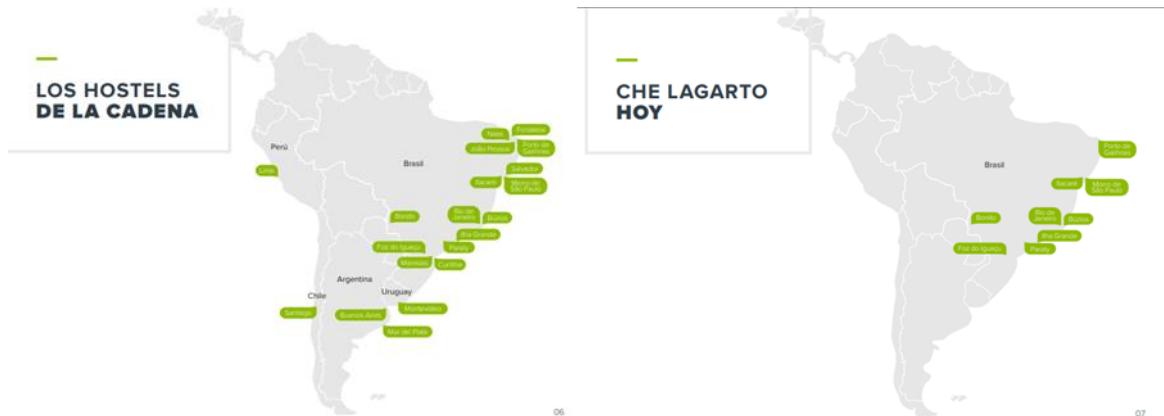 LOS HOSTELS
DE LA CADENA
Perú
Lima
Brasil
Natal
Fortaleza
João Pessoa
Porto de
Galinhas
Salvador
Itacaré
Morro de
São Paulo
Bonito
Rio de
Janeiro
Búzios
Ilha Grande
Foz do Iguaçu
Paraty
Maresias
Curitiba
Argentina
Chile
Uruguay
Santiago
Buenos Aires
Montevideo
Mar del Plata
06
CHE LAGARTO
HOY
Brasil
Porto de
Galinhas
Itacaré
Morro de
São Paulo
Bonito
Rio de
Janeiro
Búzios
Ilha Grande
Foz do Iguaçu
Paraty
07